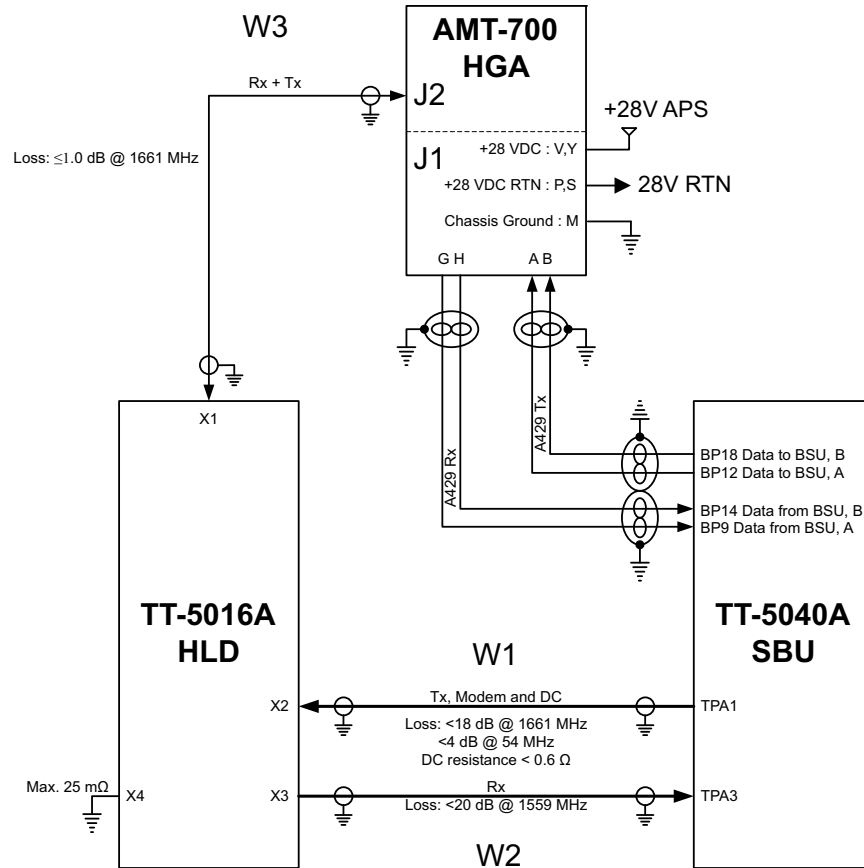 W3
AMT-700
HGA
Rx + Tx
J2
+28V APS
Loss: ≤1.0 dB @ 1661 MHz
J1
+28 VDC : V,Y
+28 VDC RTN : P,S
28V RTN
Chassis Ground : M
G H
A B
X1
A429 Rx
A429 Tx
BP18 Data to BSU, B
BP12 Data to BSU, A
BP14 Data from BSU, B
BP9 Data from BSU, A
TT-5016A
HLD
TT-5040A
SBU
W1
X2
Tx, Modem and DC
TPA1
Loss: <18 dB @ 1661 MHz
<4 dB @ 54 MHz
DC resistance < 0.6 Ω
Max. 25 mΩ
X4
X3
Rx
TPA3
Loss: <20 dB @ 1559 MHz
W2